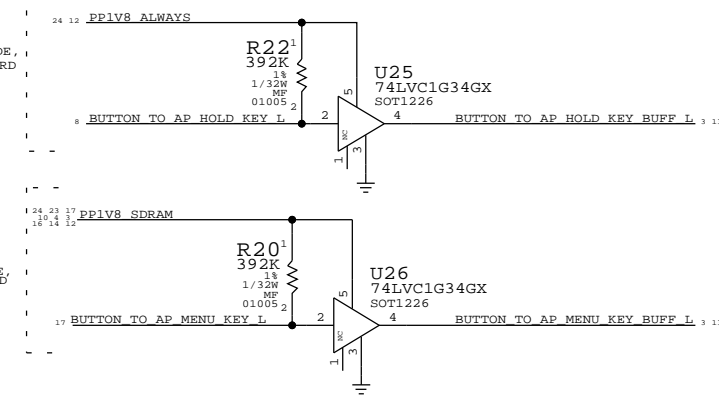 24 12 PP1V8_ALWAYS
DE,
RD
R22 1
392K
1%
1/32W
MF
01005 2
U25
74LVC1G34GX
SOT1226
5
8 BUTTON_TO_AP_HOLD_KEY_L
2
4
BUTTON_TO_AP_HOLD_KEY_BUFF_L 3
NC
1
3
24 23 17
10 4 3
16 14 12
PP1V8_SDRAM
E,
D
R20 1
392K
1%
1/32W
MF
01005 2
U26
74LVC1G34GX
SOT1226
5
17 BUTTON_TO_AP_MENU_KEY_L
2
4
BUTTON_TO_AP_MENU_KEY_BUFF_L 3
NC
1
3